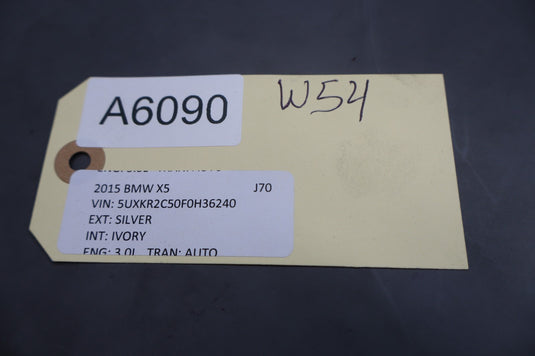 A6090
W54
2015 BMW X5 J70
VIN: 5UXKR2C50F0H36240
EXT: SILVER
INT: IVORY
ENG: 3.0L TRAN: AUTO